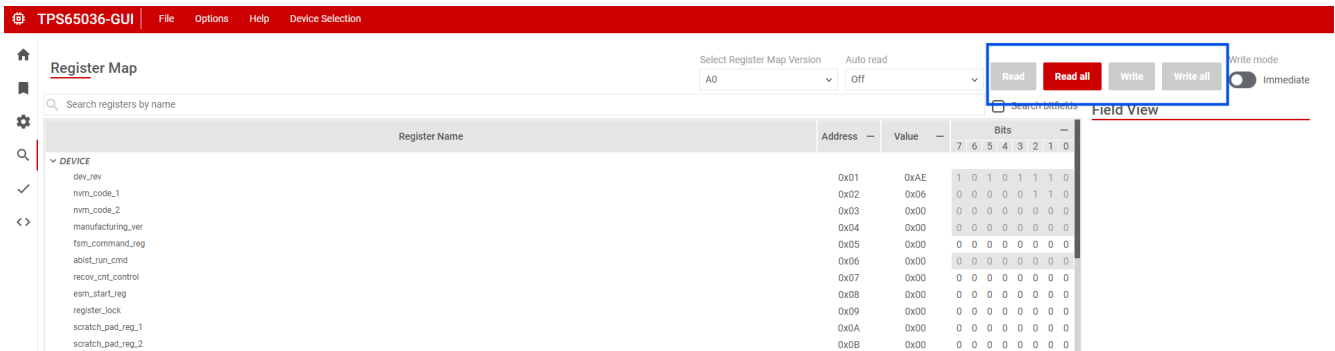 TPS65036-GUI File Options Help Device Selection
Register Map
Select Register Map Version Auto read Write mode
A0 Off Read Read all Write Write all Immediate
Search registers by name Search bitfields Field View
Register Name Address Value Bits
7 6 5 4 3 2 1 0
DEVICE
dev_rev 0x01 0xAE 1 0 1 0 1 1 1 0
nvm_code_1 0x02 0x06 0 0 0 0 0 1 1 0
nvm_code_2 0x03 0x00 0 0 0 0 0 0 0 0
manufacturing_ver 0x04 0x00 0 0 0 0 0 0 0 0
fsm_command_reg 0x05 0x00 0 0 0 0 0 0 0 0
abist_run_cmd 0x06 0x00 0 0 0 0 0 0 0 0
recov_cnt_control 0x07 0x00 0 0 0 0 0 0 0 0
esm_start_reg 0x08 0x00 0 0 0 0 0 0 0 0
register_lock 0x09 0x00 0 0 0 0 0 0 0 0
scratch_pad_reg_1 0x0A 0x00 0 0 0 0 0 0 0 0
scratch_pad_reg_2 0x0B 0x00 0 0 0 0 0 0 0 0